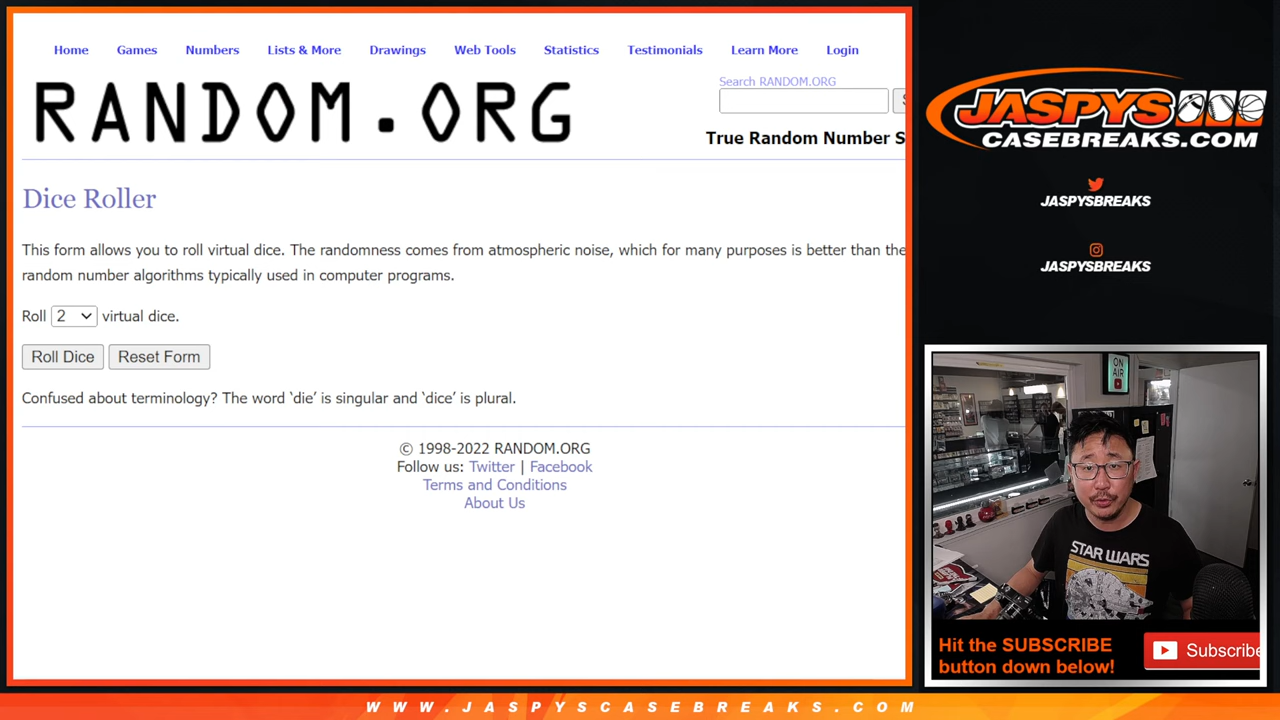 Home Games Numbers Lists & More Drawings Web Tools Statistics Testimonials Learn More Login
RANDOM.ORG
Search RANDOM.ORG
S
True Random Number S
Dice Roller
This form allows you to roll virtual dice. The randomness comes from atmospheric noise, which for many purposes is better than the
random number algorithms typically used in computer programs.
Roll 2 virtual dice.
Roll Dice Reset Form
Confused about terminology? The word ‘die’ is singular and ‘dice’ is plural.
© 1998-2022 RANDOM.ORG
Follow us: Twitter | Facebook
Terms and Conditions
About Us
JASPYS
CASEBREAKS.COM
JASPYSBREAKS
JASPYSBREAKS
ON
AIR
STAR WARS
Hit the SUBSCRIBE
button down below!
Subscribe
WWW.JASPYSCASEBREAKS.COM